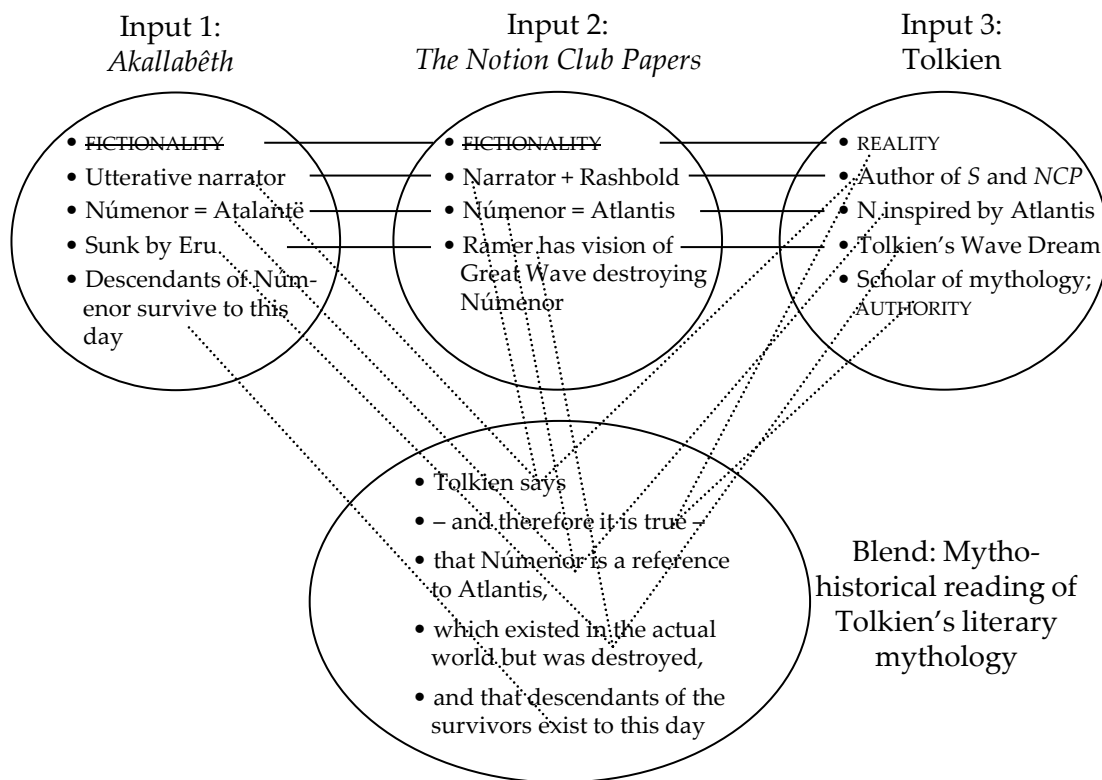 Input 1:
Akallabêth
Input 2:
The Notion Club Papers
Input 3:
Tolkien
• FICTIONALITY
• Utterative narrator
• Númenor = Atalantë
• Sunk by Eru
• Descendants of Núm-
enor survive to this
day
• FICTIONALITY
• Narrator + Rashbold
• Númenor = Atlantis
• Ramer has vision of
Great Wave destroying
Númenor
• REALITY
• Author of S and NCP
• N inspired by Atlantis
• Tolkien's Wave Dream
• Scholar of mythology;
AUTHORITY
• Tolkien says
• – and therefore it is true –
• that Númenor is a reference
to Atlantis,
• which existed in the actual
world but was destroyed,
• and that descendants of the
survivors exist to this day
Blend: Mytho-
historical reading of
Tolkien's literary
mythology